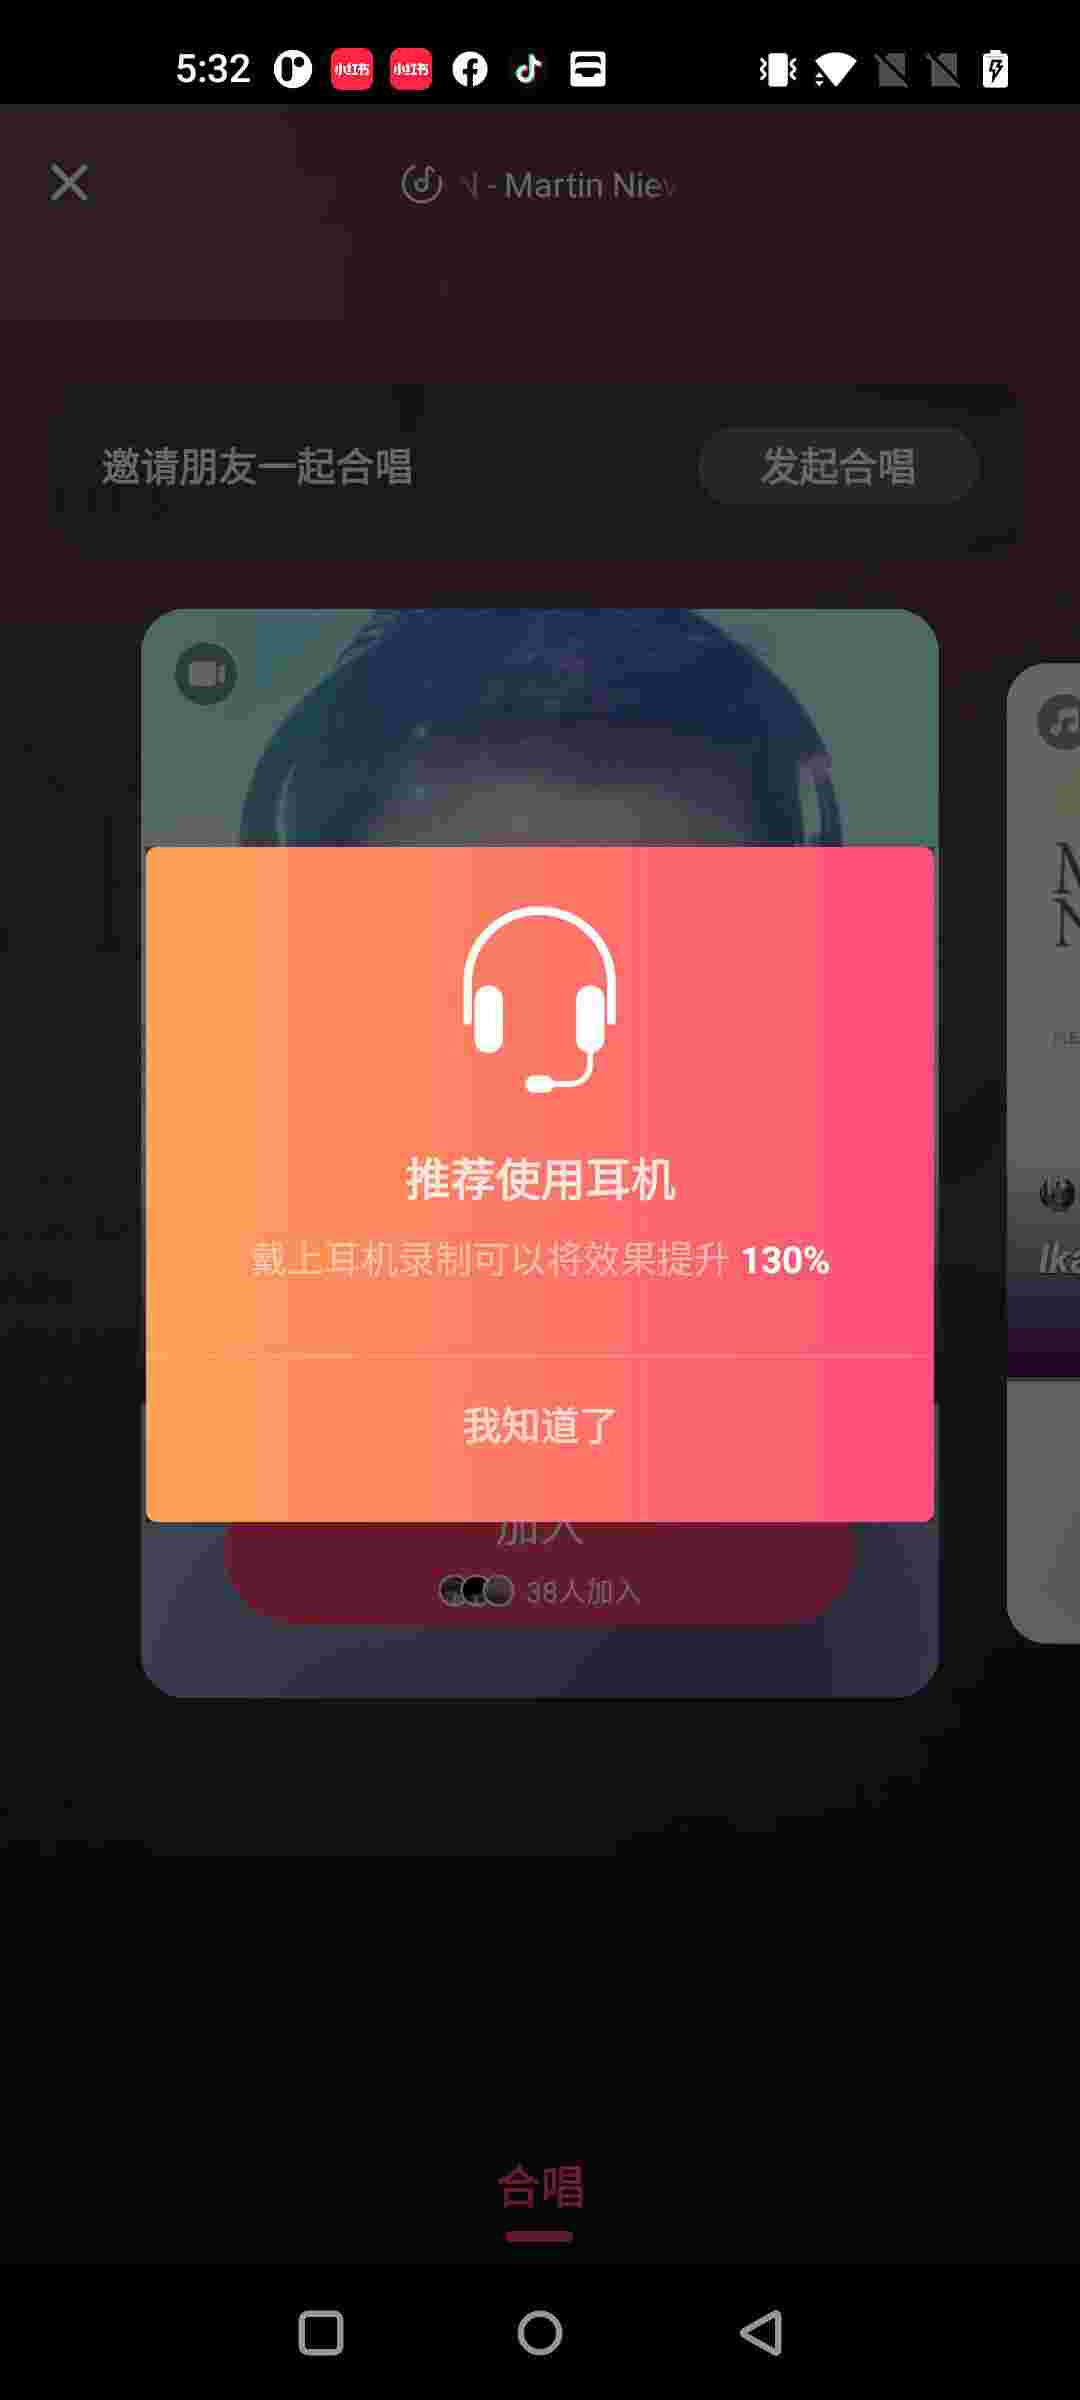 5:32
小红书 小红书
- Martin Niev
邀请朋友一起合唱
发起合唱
推荐使用耳机
戴上耳机录制可以将效果提升 130%
我知道了
加入
38人加入
合唱